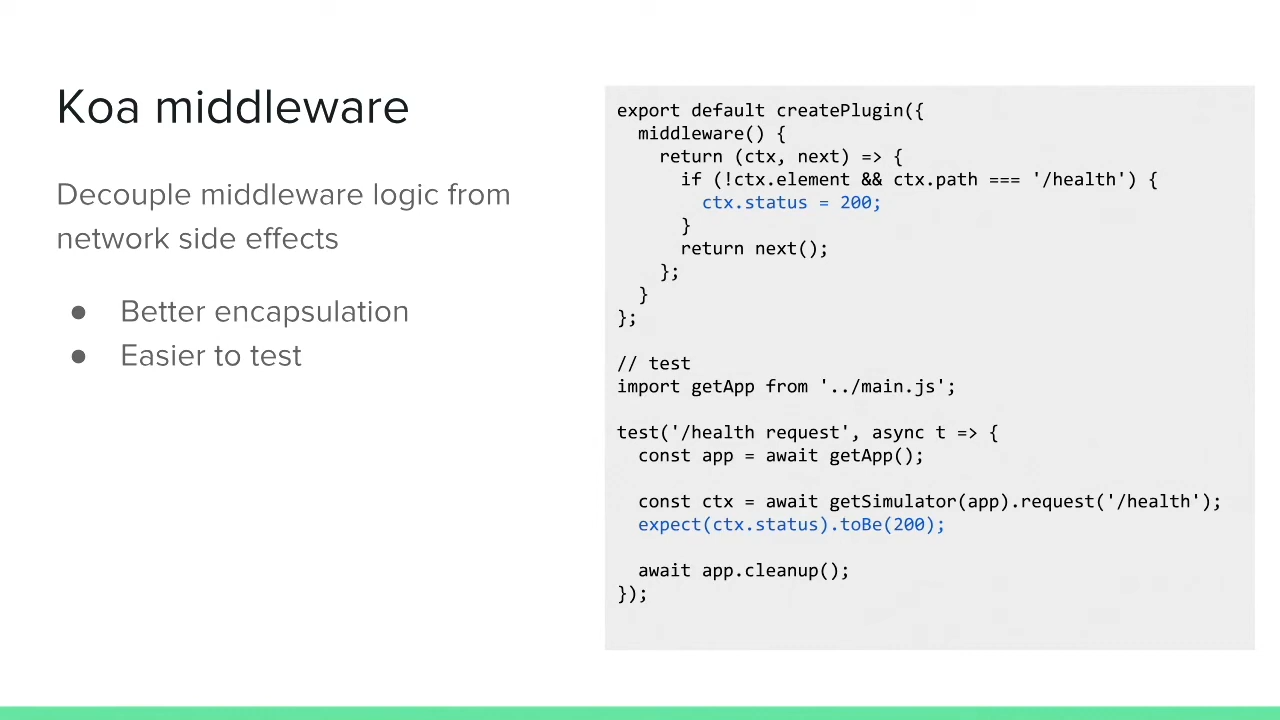 Koa middleware
Decouple middleware logic from
network side effects
● Better encapsulation
● Easier to test
export default createPlugin({
  middleware() {
    return (ctx, next) => {
      if (!ctx.element && ctx.path === '/health') {
        ctx.status = 200;
      }
      return next();
    };
  }
};

// test
import getApp from '../main.js';

test('/health request', async t => {
  const app = await getApp();

  const ctx = await getSimulator(app).request('/health');
  expect(ctx.status).toBe(200);

  await app.cleanup();
});